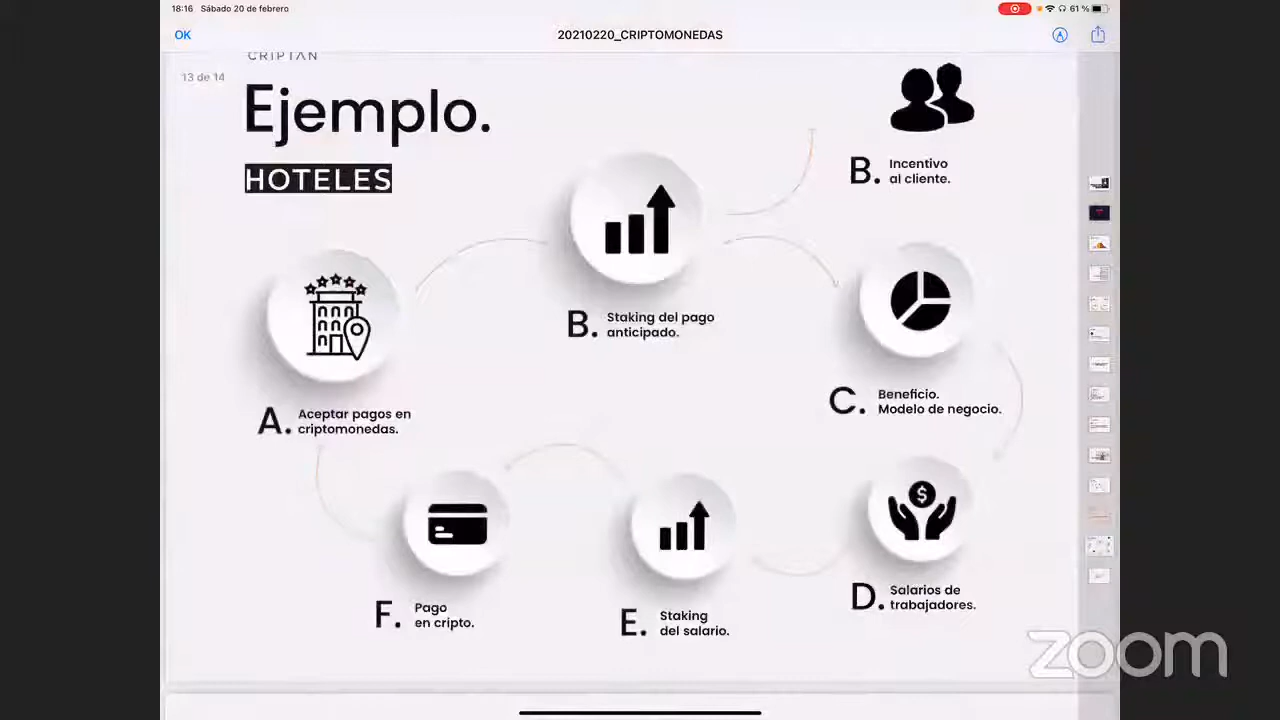 18:16 Sábado 20 de febrero
61 %
OK
20210220_CRIPTOMONEDAS
CRIPTAN
13 de 14
Ejemplo.
HOTELES
B. Incentivo
al cliente.
B. Staking del pago
anticipado.
A. Aceptar pagos en
criptomonedas.
C. Beneficio.
Modelo de negocio.
D. Salarios de
trabajadores.
E. Staking
del salario.
F. Pago
en cripto.
zoom